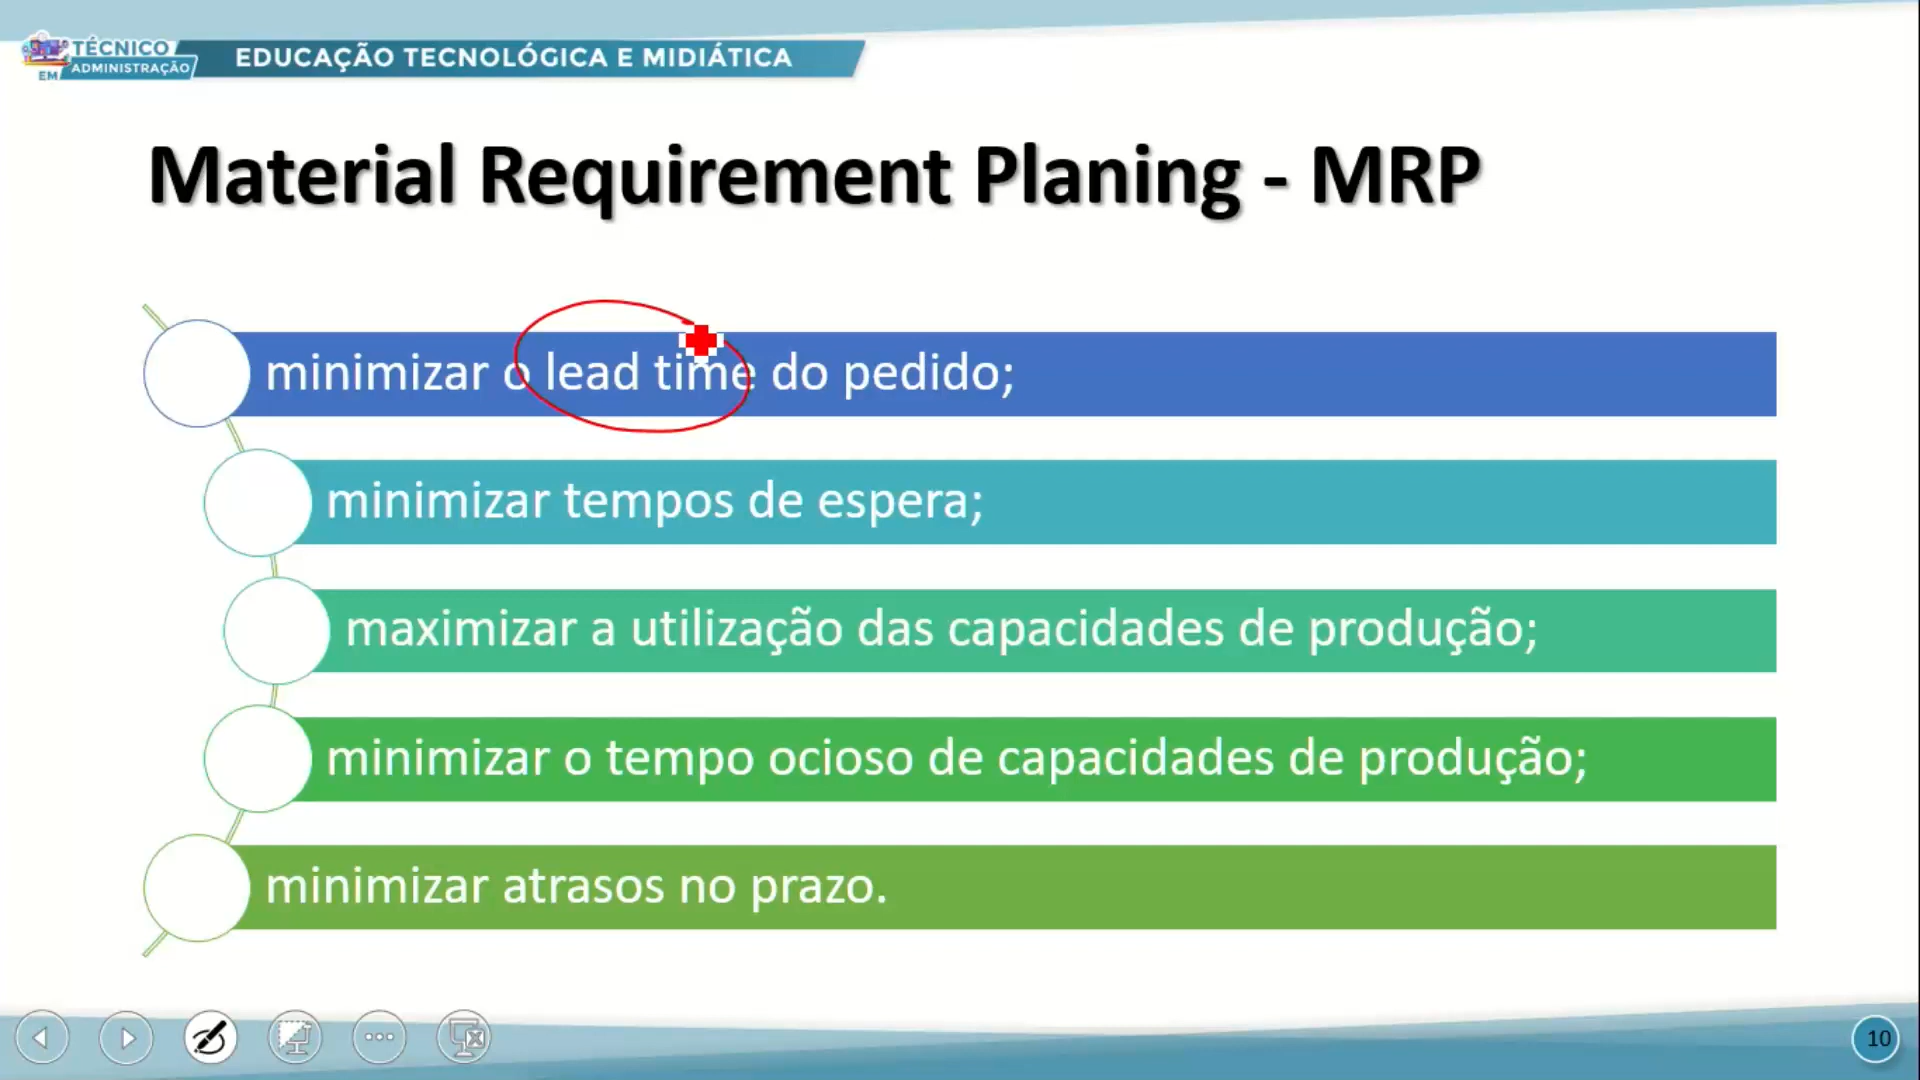 TÉCNICO
EM ADMINISTRAÇÃO
EDUCAÇÃO TECNOLÓGICA E MIDIÁTICA
Material Requirement Planing - MRP
minimizar o lead time do pedido;
minimizar tempos de espera;
maximizar a utilização das capacidades de produção;
minimizar o tempo ocioso de capacidades de produção;
minimizar atrasos no prazo.
10